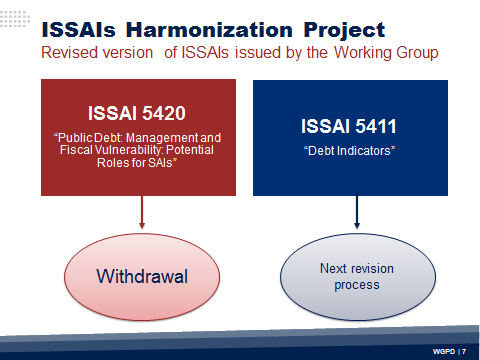 ISSAIs Harmonization Project
Revised version of ISSAIs issued by the Working Group
ISSAI 5420
“Public Debt: Management and
Fiscal Vulnerability: Potential
Roles for SAIs”
ISSAI 5411
“Debt Indicators”
Withdrawal
Next revision
process
WGPD | 7